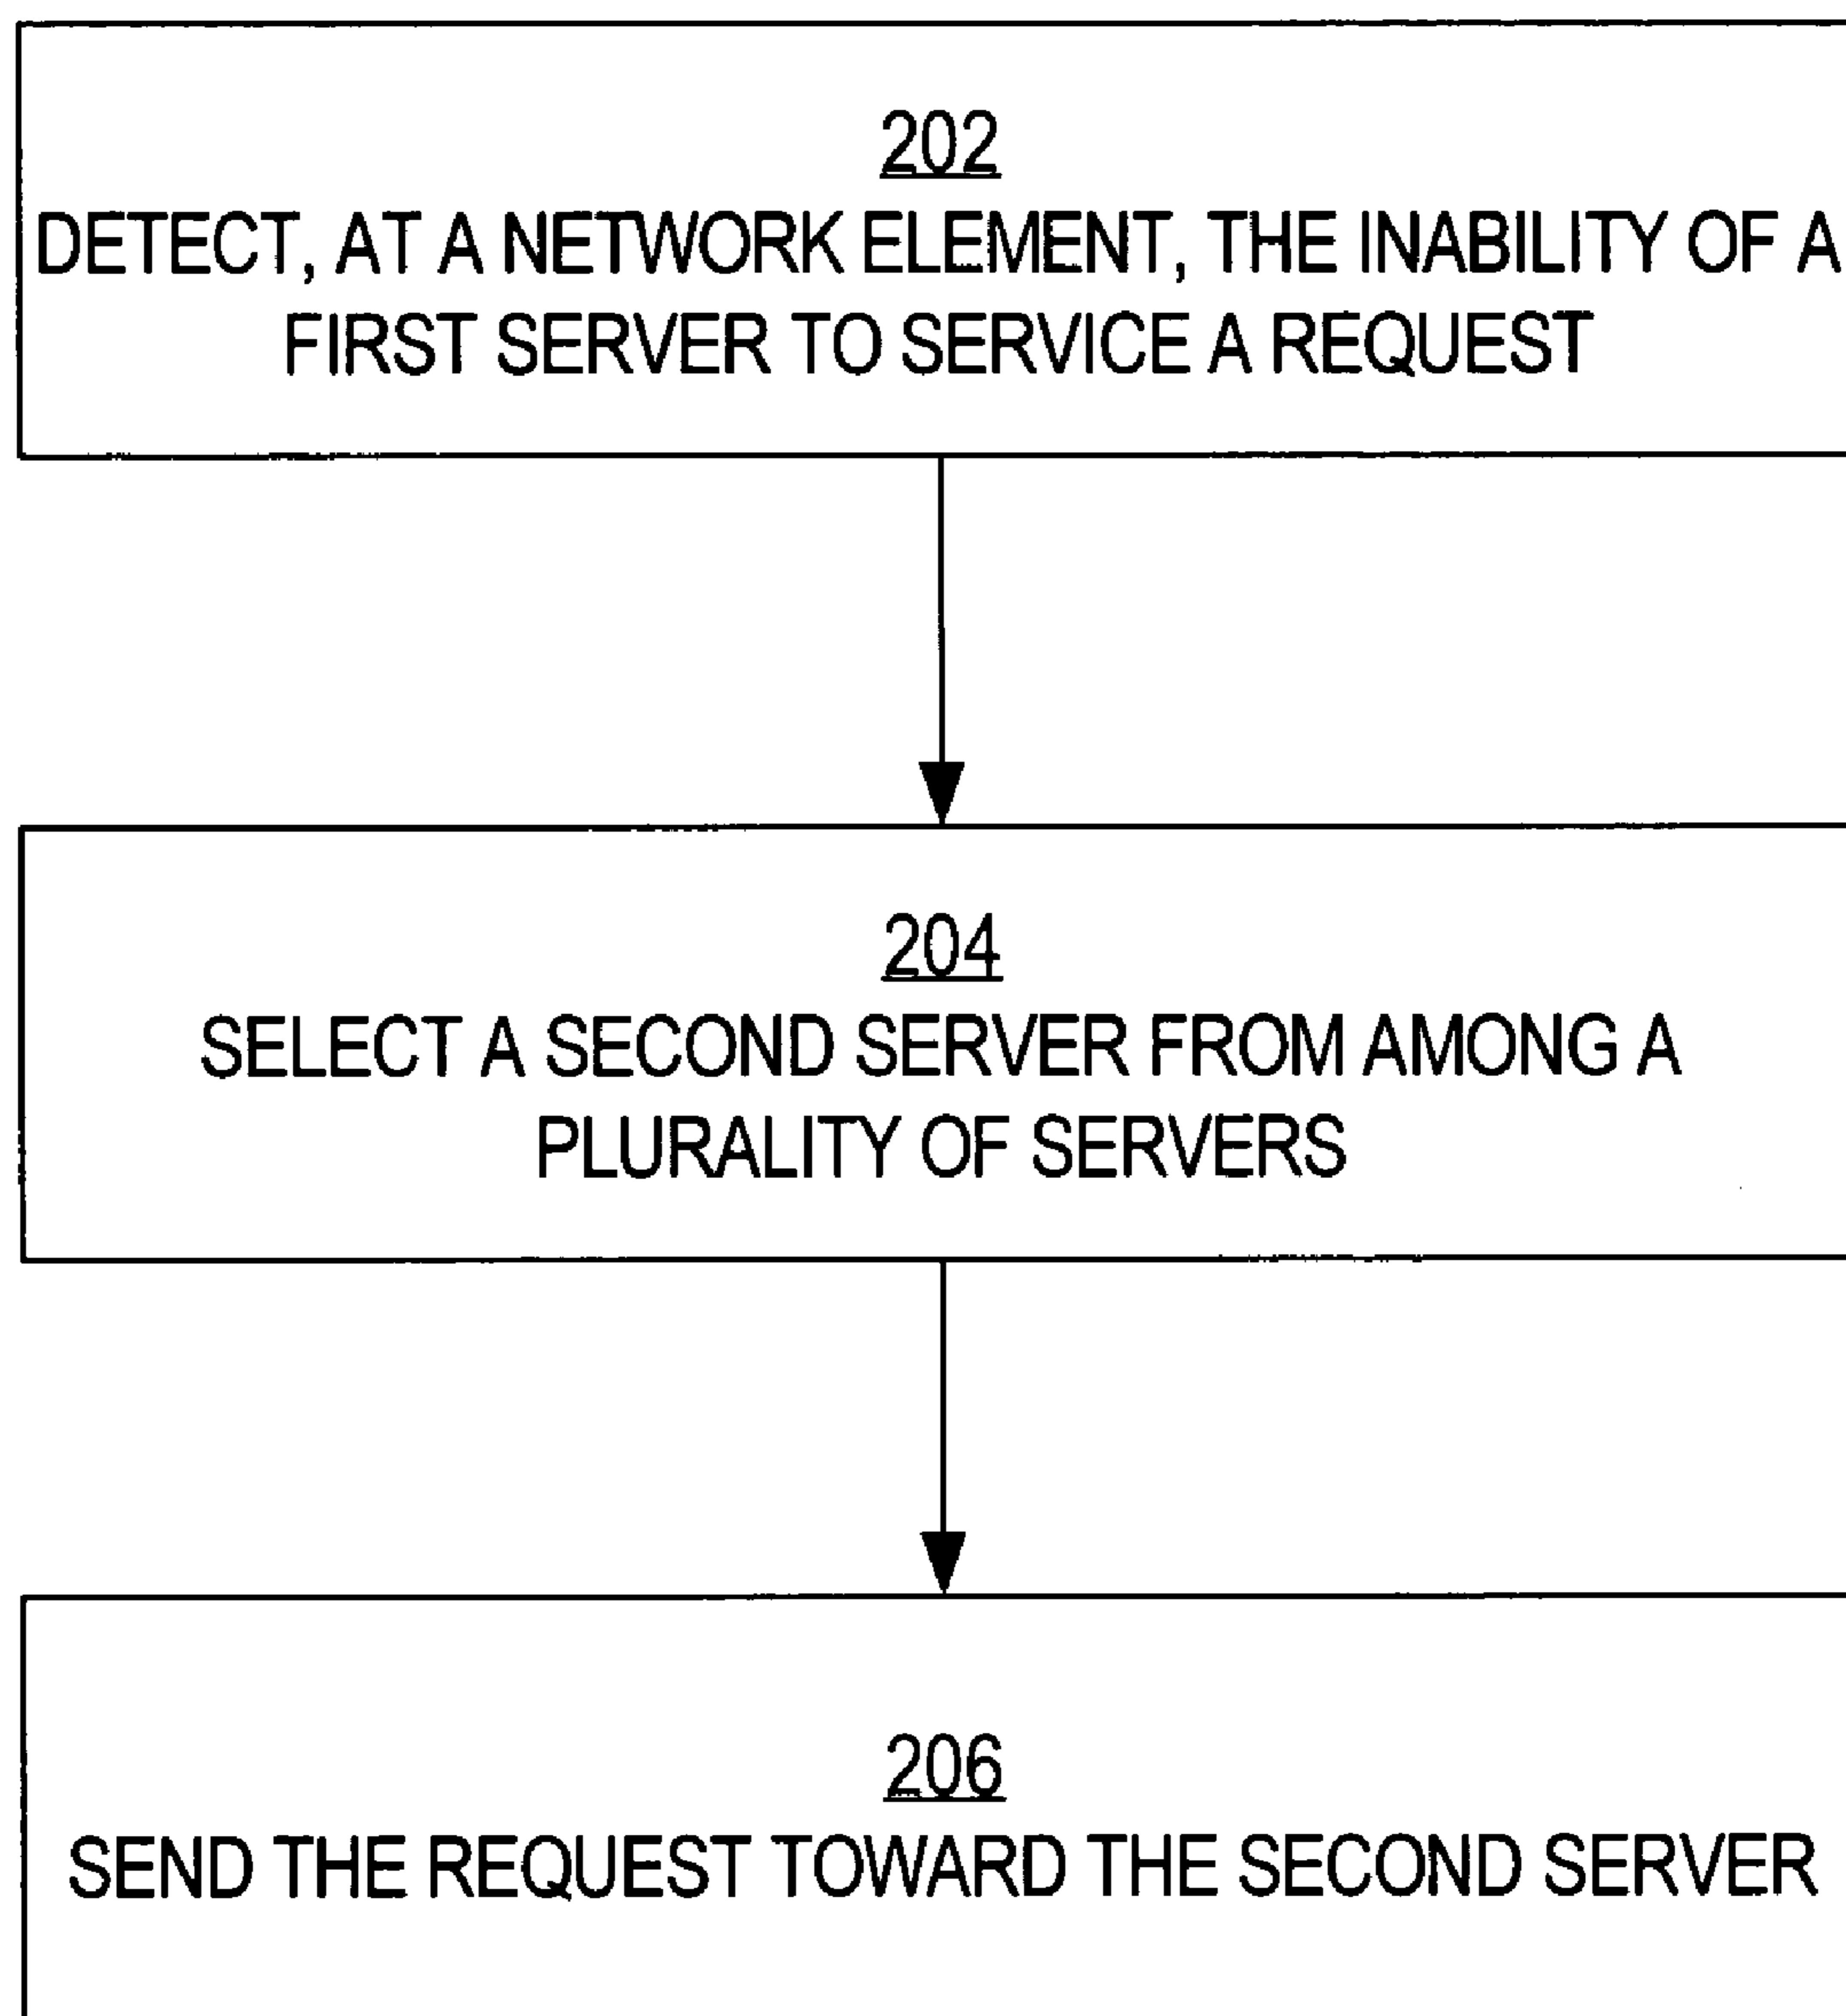 202
DETECT, AT A NETWORK ELEMENT, THE INABILITY OF A
FIRST SERVER TO SERVICE A REQUEST
204
SELECT A SECOND SERVER FROM AMONG A
PLURALITY OF SERVERS
206
SEND THE REQUEST TOWARD THE SECOND SERVER